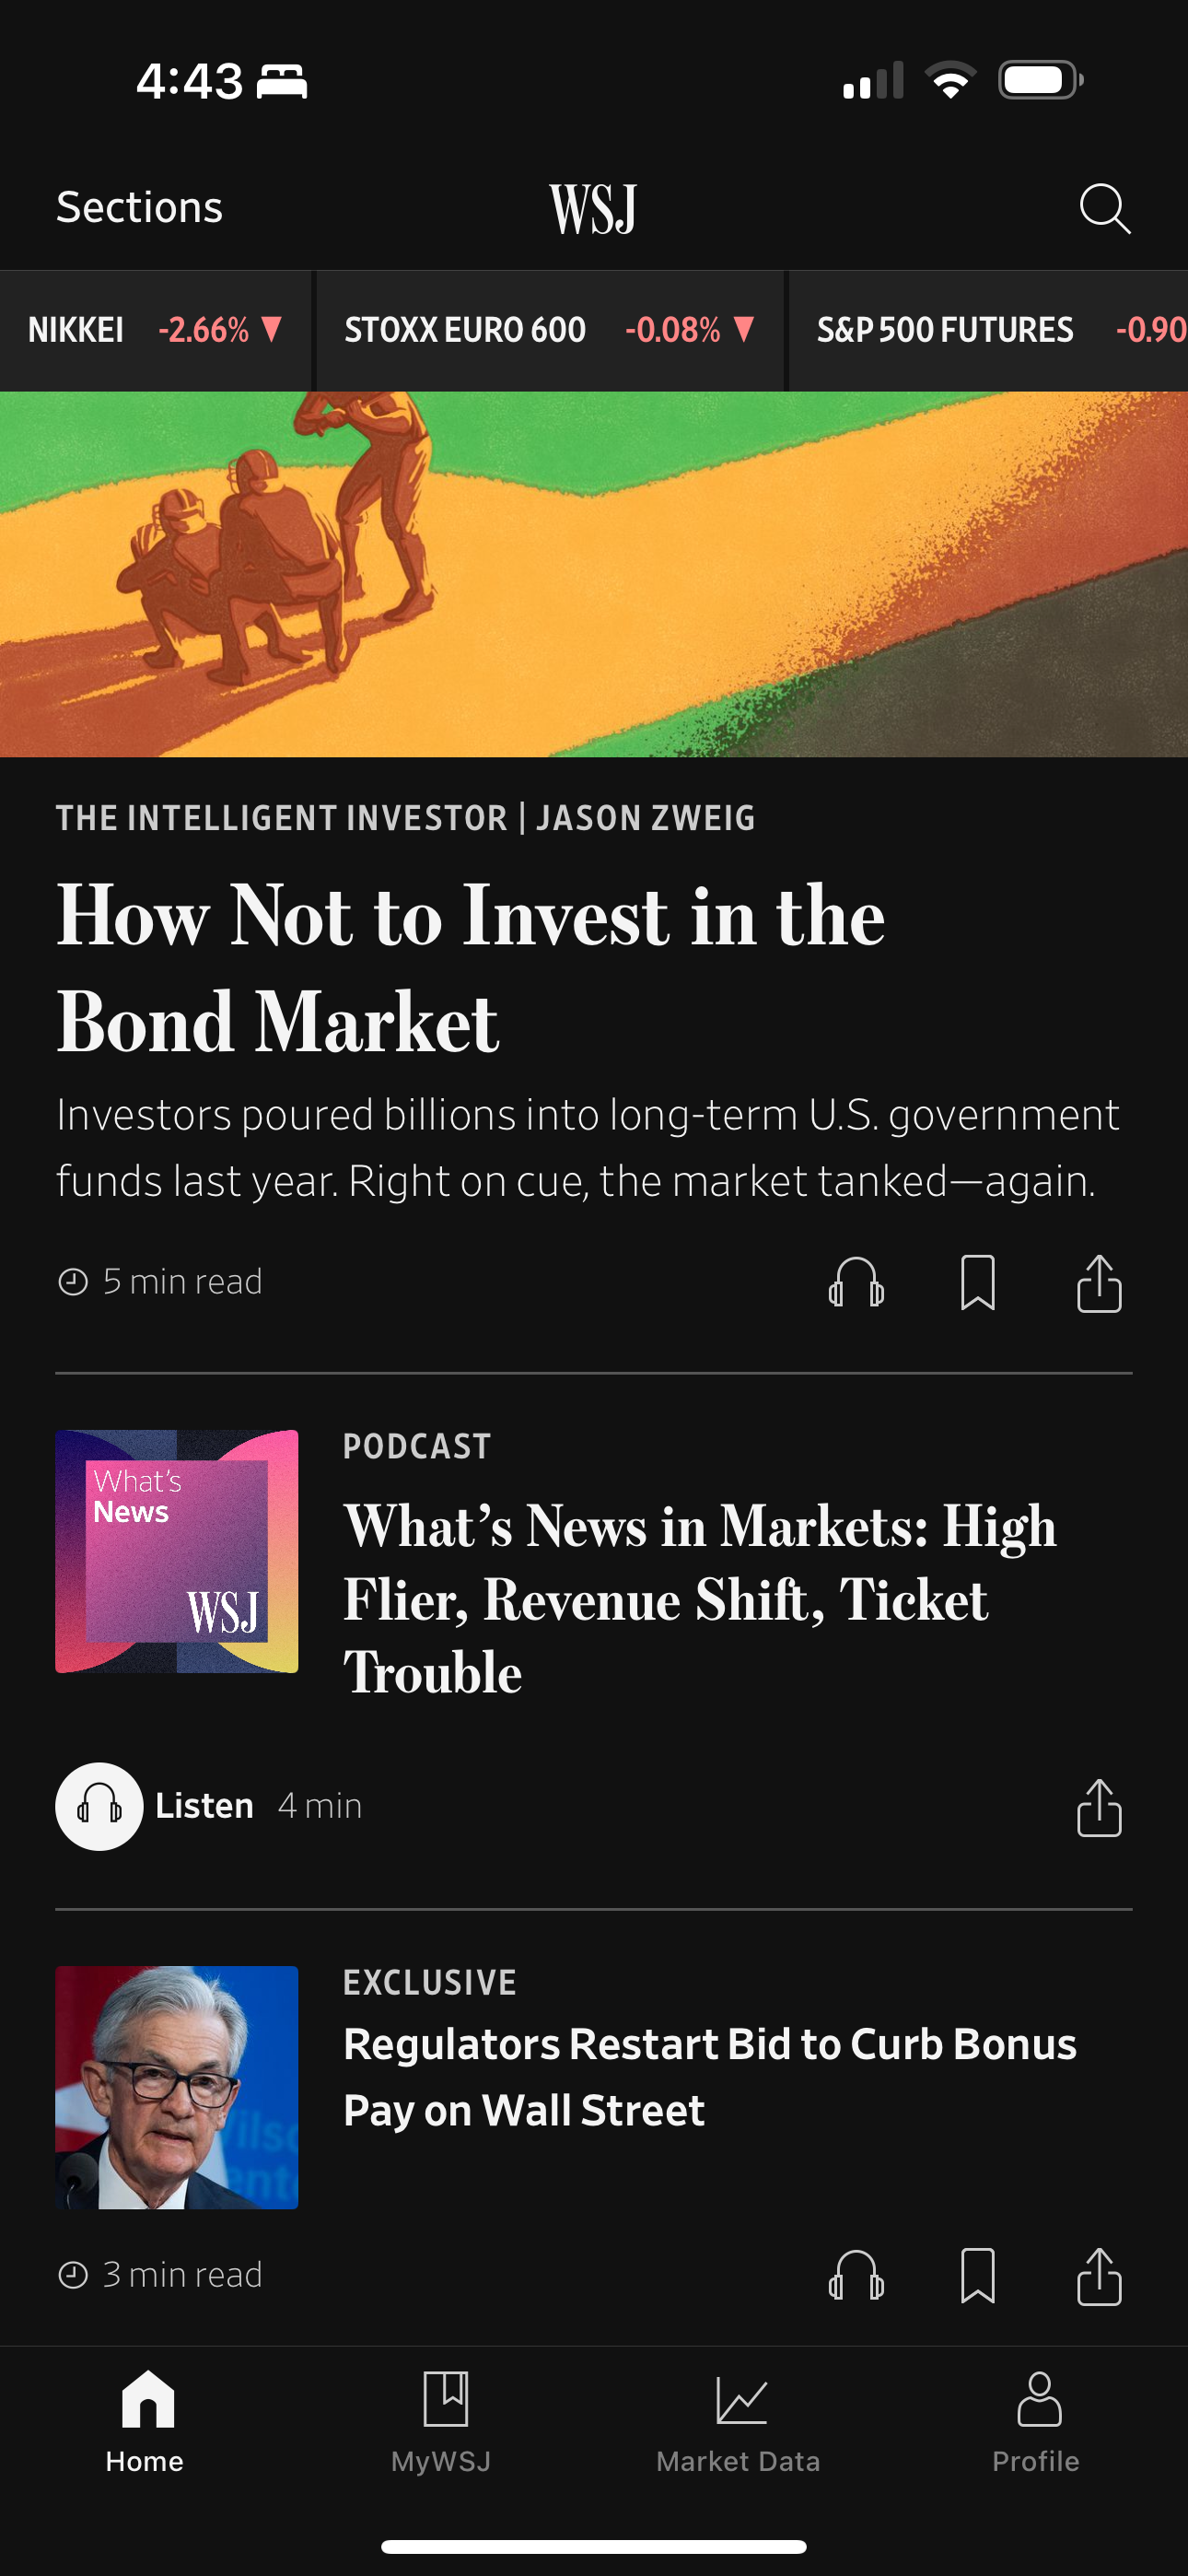 4:43
Sections
WSJ
NIKKEI -2.66% ▼
STOXX EURO 600 -0.08% ▼
S&P 500 FUTURES -0.90
THE INTELLIGENT INVESTOR | JASON ZWEIG
How Not to Invest in the
Bond Market
Investors poured billions into long-term U.S. government
funds last year. Right on cue, the market tanked—again.
5 min read
What's
News
WSJ
PODCAST
What’s News in Markets: High
Flier, Revenue Shift, Ticket
Trouble
Listen 4 min
EXCLUSIVE
Regulators Restart Bid to Curb Bonus
Pay on Wall Street
3 min read
Home
MyWSJ
Market Data
Profile